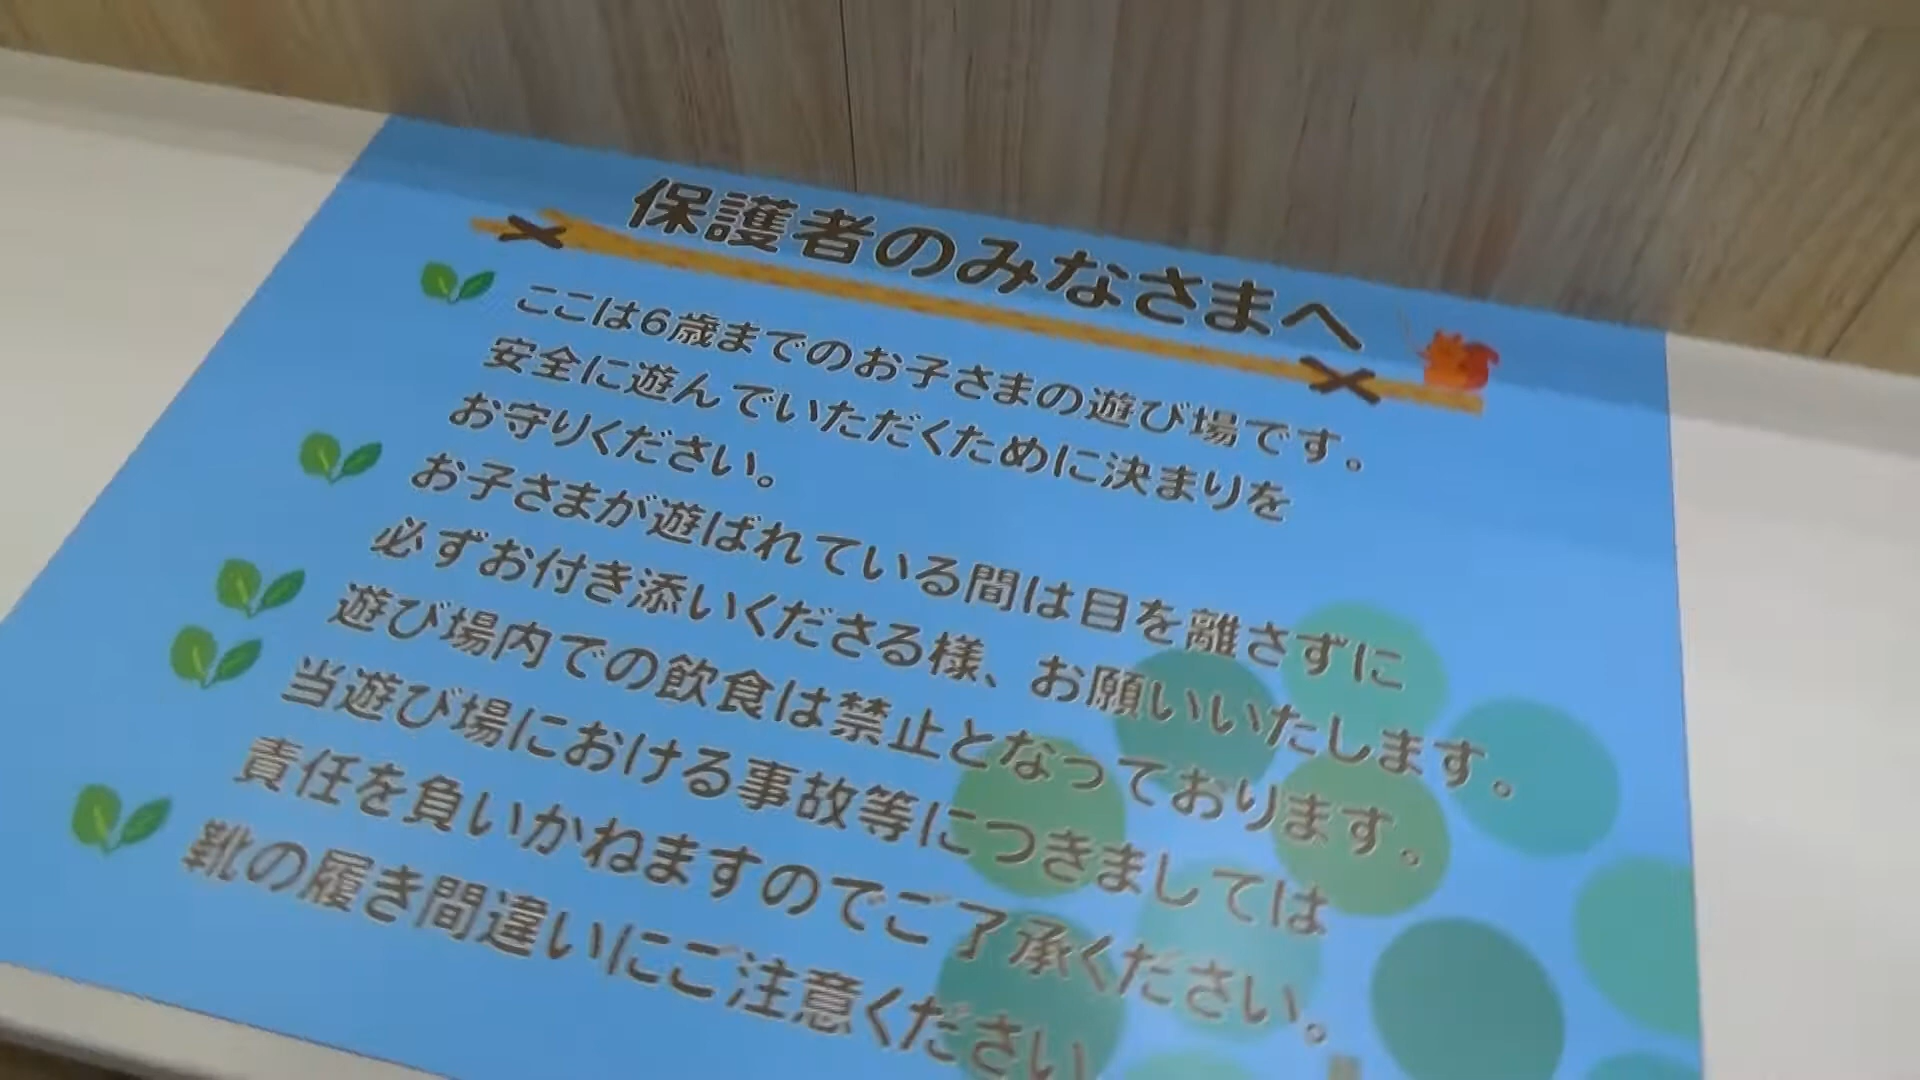 保護者のみなさまへ
ここは6歳までのお子さまの遊び場です。
安全に遊んでいただくために決まりを
お守りください。
お子さまが遊ばれている間は目を離さずに
必ずお付き添いくださる様、お願いいたします。
遊び場内での飲食は禁止となっております。
当遊び場における事故等につきましては
責任を負いかねますのでご了承ください。
靴の履き間違いにご注意ください